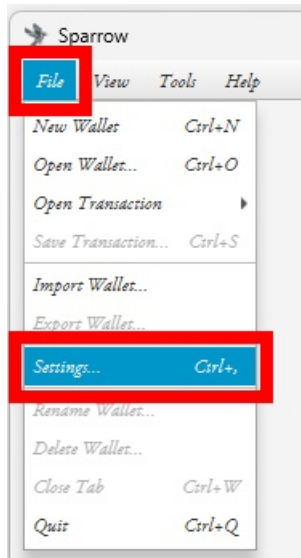 Sparrow
File View Tools Help
New Wallet Ctrl+N
Open Wallet... Ctrl+O
Open Transaction
Save Transaction... Ctrl+S
Import Wallet...
Export Wallet...
Settings... Ctrl+,
Rename Wallet...
Delete Wallet...
Close Tab Ctrl+W
Quit Ctrl+Q